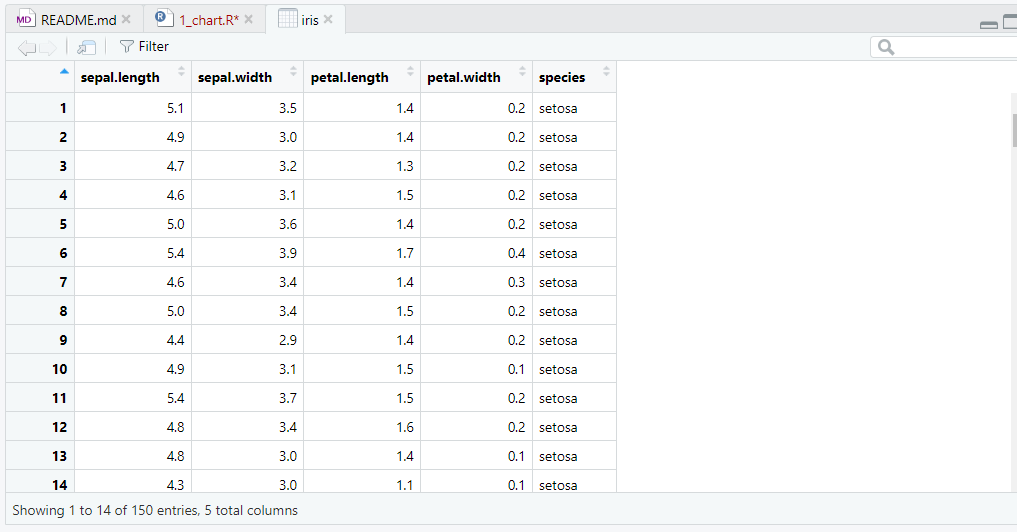 MD README.md 1_chart.R* iris
Filter
sepal.length sepal.width petal.length petal.width species
1 5.1 3.5 1.4 0.2 setosa
2 4.9 3.0 1.4 0.2 setosa
3 4.7 3.2 1.3 0.2 setosa
4 4.6 3.1 1.5 0.2 setosa
5 5.0 3.6 1.4 0.2 setosa
6 5.4 3.9 1.7 0.4 setosa
7 4.6 3.4 1.4 0.3 setosa
8 5.0 3.4 1.5 0.2 setosa
9 4.4 2.9 1.4 0.2 setosa
10 4.9 3.1 1.5 0.1 setosa
11 5.4 3.7 1.5 0.2 setosa
12 4.8 3.4 1.6 0.2 setosa
13 4.8 3.0 1.4 0.1 setosa
14 4.3 3.0 1.1 0.1 setosa
Showing 1 to 14 of 150 entries, 5 total columns